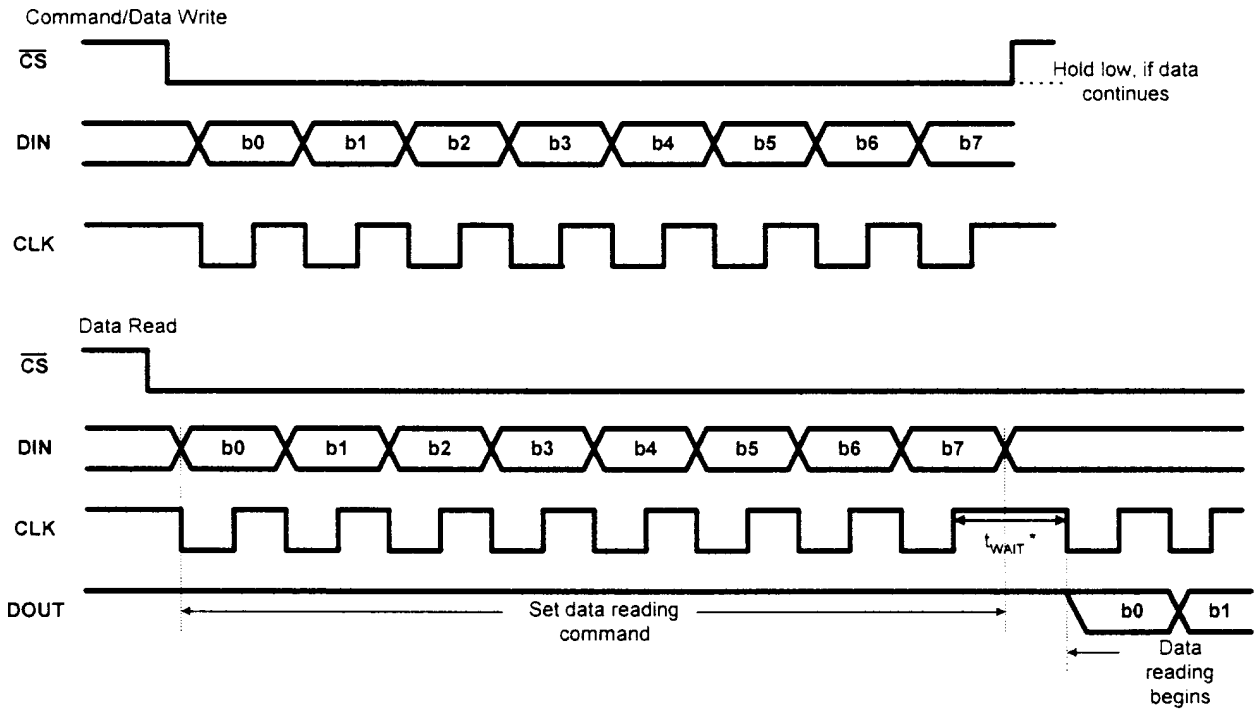 Command/Data Write
CS
Hold low, if data
continues
DIN b0 b1 b2 b3 b4 b5 b6 b7
CLK
Data Read
CS
DIN b0 b1 b2 b3 b4 b5 b6 b7
CLK
tWAIT *
DOUT
Set data reading
command
b0 b1
Data
reading
begins